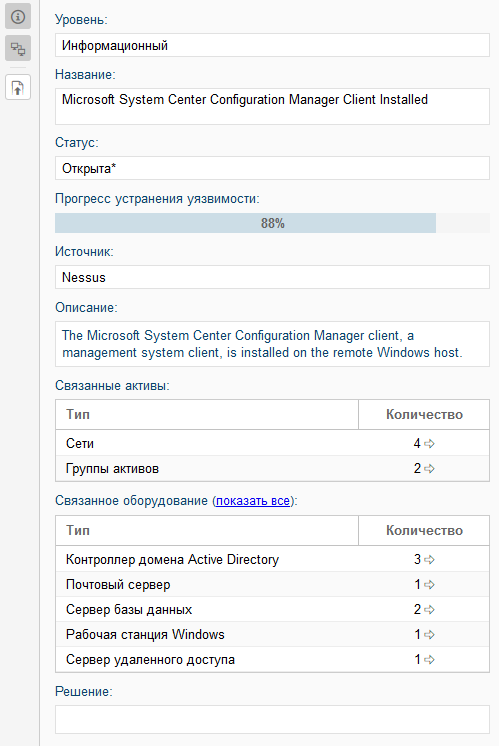 Уровень:
Информационный
Название:
Microsoft System Center Configuration Manager Client Installed
Статус:
Открыта*
Прогресс устранения уязвимости:
88%
Источник:
Nessus
Описание:
The Microsoft System Center Configuration Manager client, a
management system client, is installed on the remote Windows host.
Связанные активы:
Тип Количество
Сети 4
Группы активов 2
Связанное оборудование (показать все):
Тип Количество
Контроллер домена Active Directory 3
Почтовый сервер 1
Сервер базы данных 2
Рабочая станция Windows 1
Сервер удаленного доступа 1
Решение: